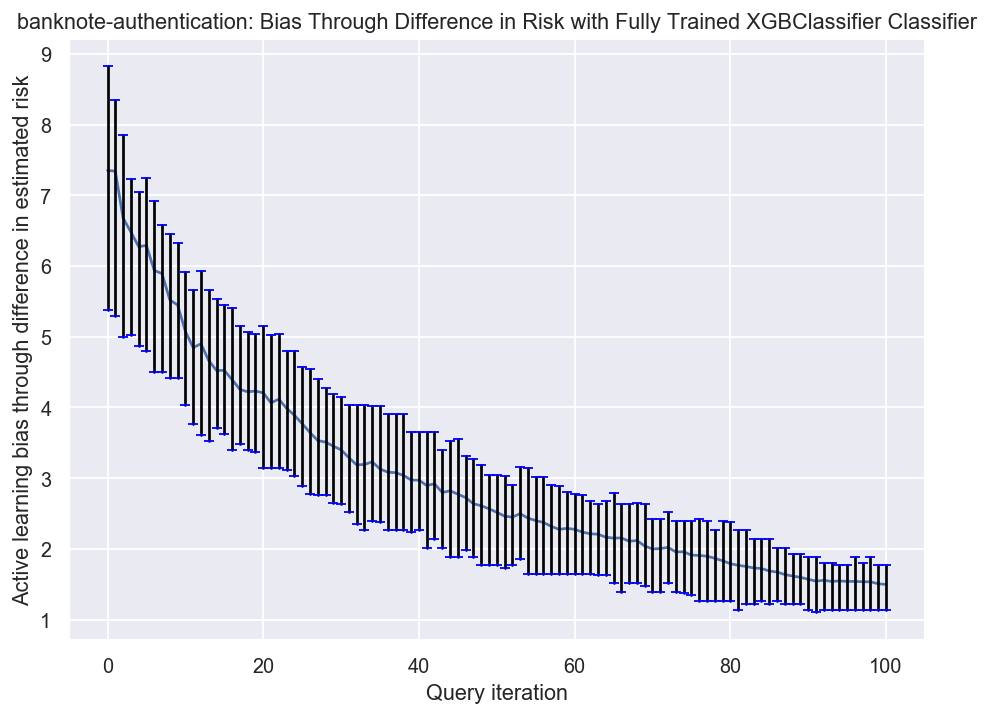 banknote-authentication: Bias Through Difference in Risk with Fully Trained XGBClassifier Classifier
Active learning bias through difference in estimated risk
9
8
7
6
5
4
3
2
1
0 20 40 60 80 100
Query iteration